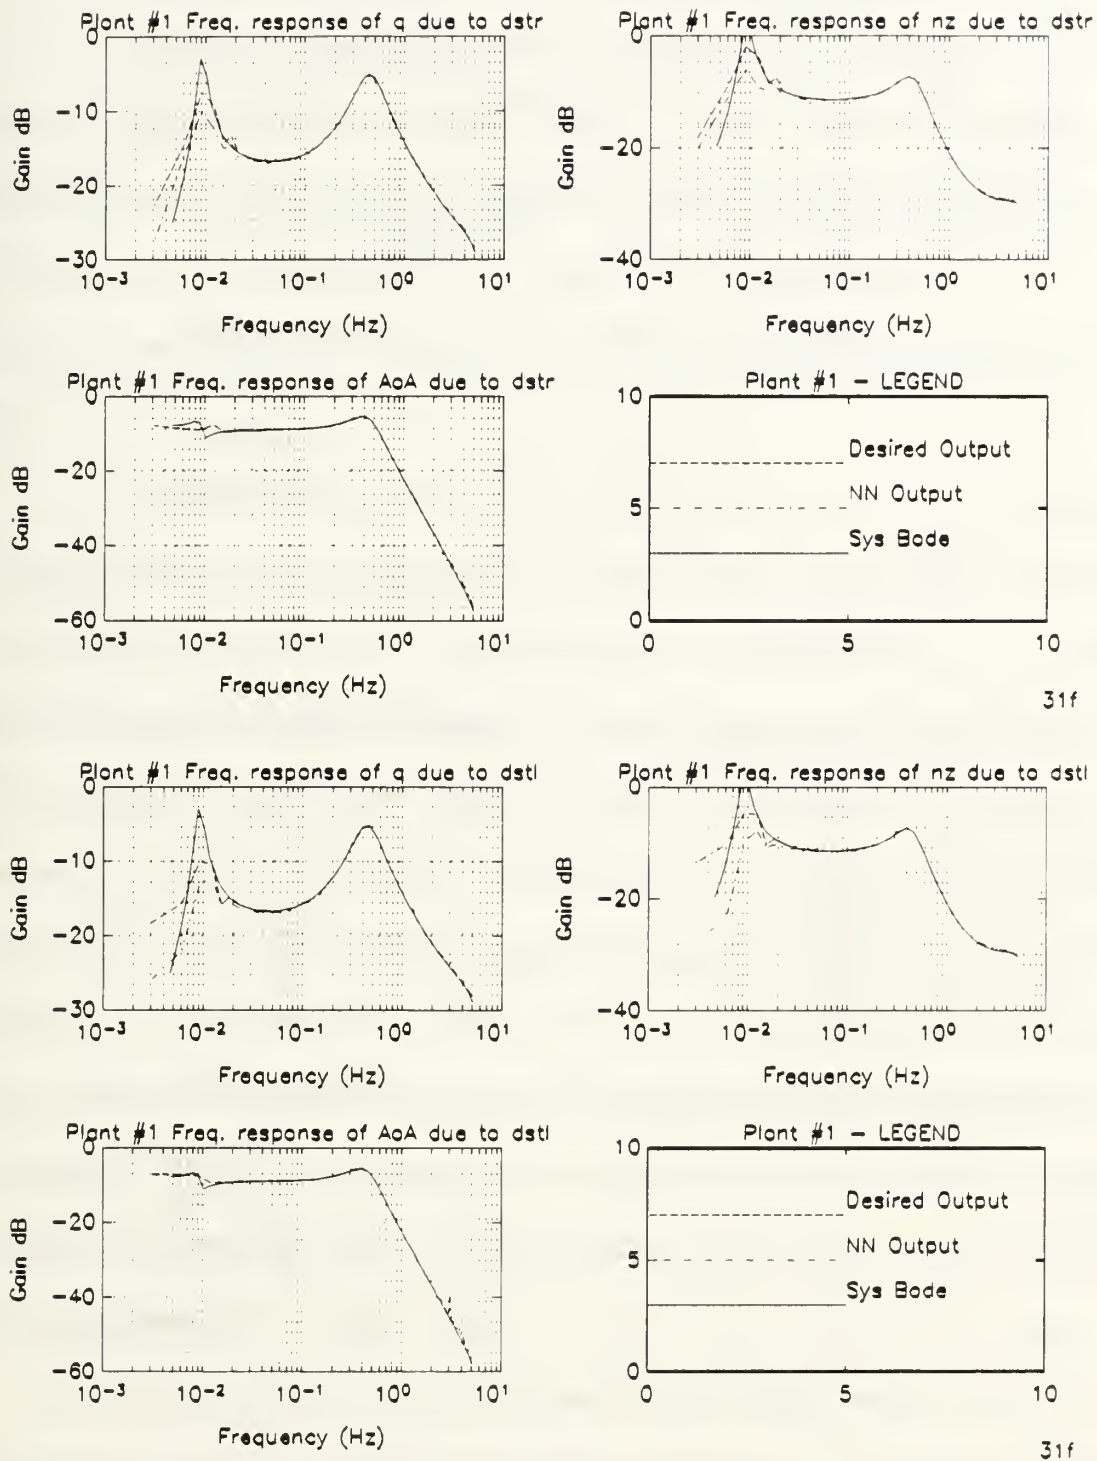 Plant #1 Freq. response of q due to dstr
0
-10
-20
-30
Gain dB
10⁻³ 10⁻² 10⁻¹ 10⁰ 10¹
Frequency (Hz)
Plant #1 Freq. response of nz due to dstr
0
-20
-40
Gain dB
10⁻³ 10⁻² 10⁻¹ 10⁰ 10¹
Frequency (Hz)
Plant #1 Freq. response of AoA due to dstr
0
-20
-40
-60
Gain dB
10⁻³ 10⁻² 10⁻¹ 10⁰ 10¹
Frequency (Hz)
Plant #1 - LEGEND
10
5
0
Desired Output
NN Output
Sys Bode
0 5 10
31f
Plant #1 Freq. response of q due to dstl
0
-10
-20
-30
Gain dB
10⁻³ 10⁻² 10⁻¹ 10⁰ 10¹
Frequency (Hz)
Plant #1 Freq. response of nz due to dstl
0
-20
-40
Gain dB
10⁻³ 10⁻² 10⁻¹ 10⁰ 10¹
Frequency (Hz)
Plant #1 Freq. response of AoA due to dstl
0
-20
-40
-60
Gain dB
10⁻³ 10⁻² 10⁻¹ 10⁰ 10¹
Frequency (Hz)
Plant #1 - LEGEND
10
5
0
Desired Output
NN Output
Sys Bode
0 5 10
31f